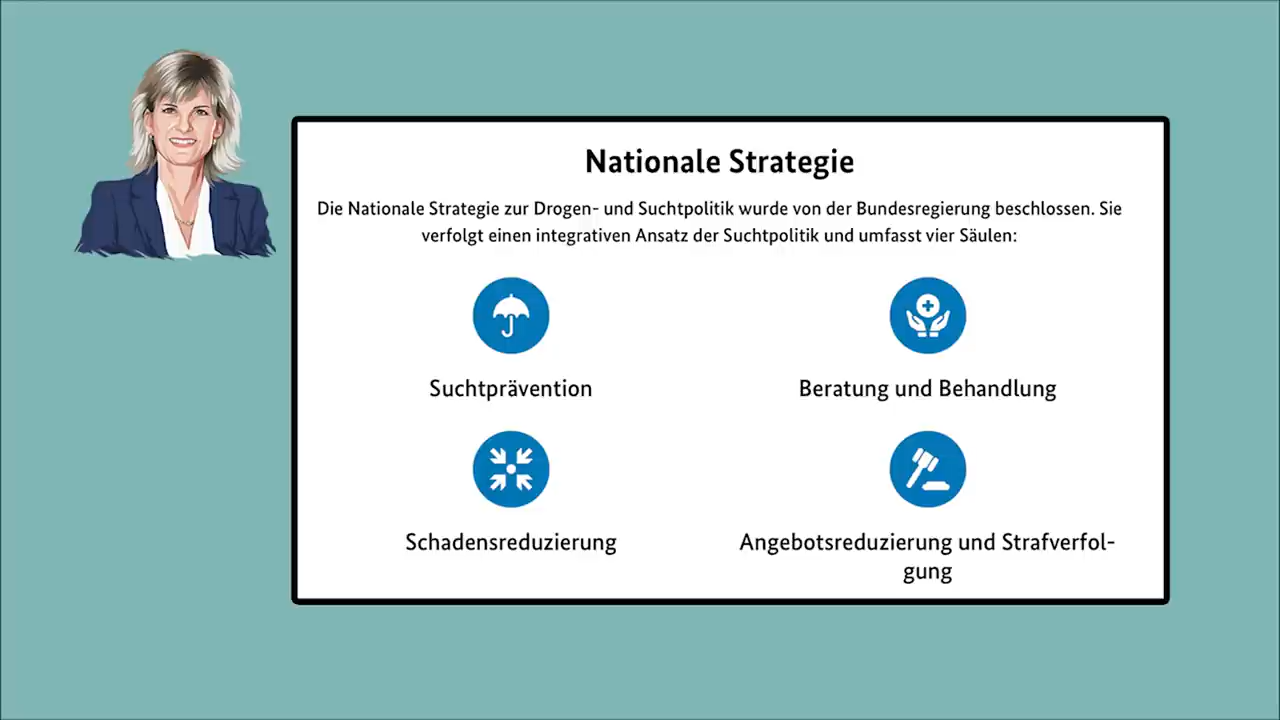 Nationale Strategie
Die Nationale Strategie zur Drogen- und Suchtpolitik wurde von der Bundesregierung beschlossen. Sie
verfolgt einen integrativen Ansatz der Suchtpolitik und umfasst vier Säulen:
Suchtprävention
Beratung und Behandlung
Schadensreduzierung
Angebotsreduzierung und Strafverfol-
gung